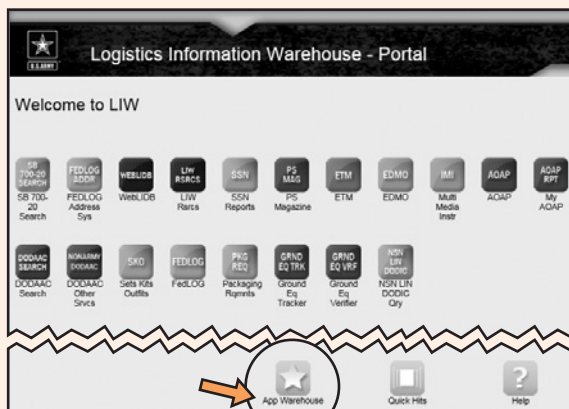 U.S.ARMY
Logistics Information Warehouse - Portal
Welcome to LIW
SB 700-20 SEARCH
FEDLOG ADDR
WEBLIDB
LIW RSRCS
SSN
PS MAG
ETM
EDMO
IMI
AOAP
AOAP RPT
SB 700-20 Search
FEDLOG Address Sys
WebLIDB
LIW Rsrcs
SSN Reports
PS Magazine
ETM
EDMO
Multi Media Instr
AOAP
My AOAP
DODAAC SEARCH
NONARMY DODAAC
SKO
FEDLOG
PKG REQ
GRND EQ TRK
GRND EQ VRF
NSN LIN DODIC
DODAAC Search
DODAAC Other Srvcs
Sets Kits Outfits
FedLOG
Packaging Rqmnts
Ground Eq Tracker
Ground Eq Verifier
NSN LIN DODIC Qry
App Warehouse
Quick Hits
?
Help